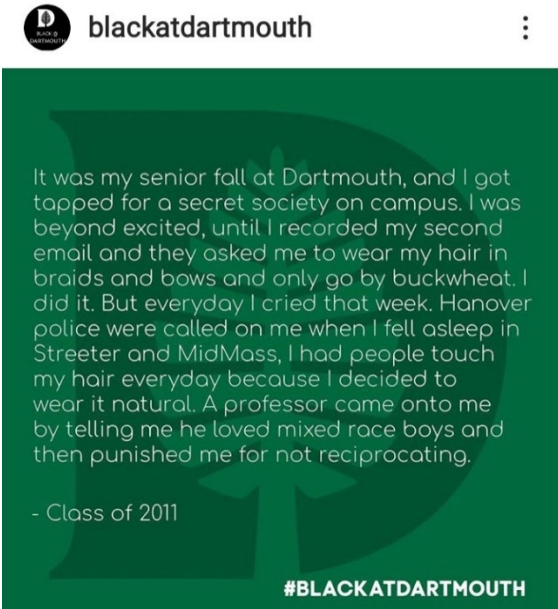 D
BLACK @
DARTMOUTH
blackatdartmouth
It was my senior fall at Dartmouth, and I got
tapped for a secret society on campus. I was
beyond excited, until I recorded my second
email and they asked me to wear my hair in
braids and bows and only go by buckwheat. I
did it. But everyday I cried that week. Hanover
police were called on me when I fell asleep in
Streeter and MidMass, I had people touch
my hair everyday because I decided to
wear it natural. A professor came onto me
by telling me he loved mixed race boys and
then punished me for not reciprocating.
- Class of 2011
#BLACKATDARTMOUTH